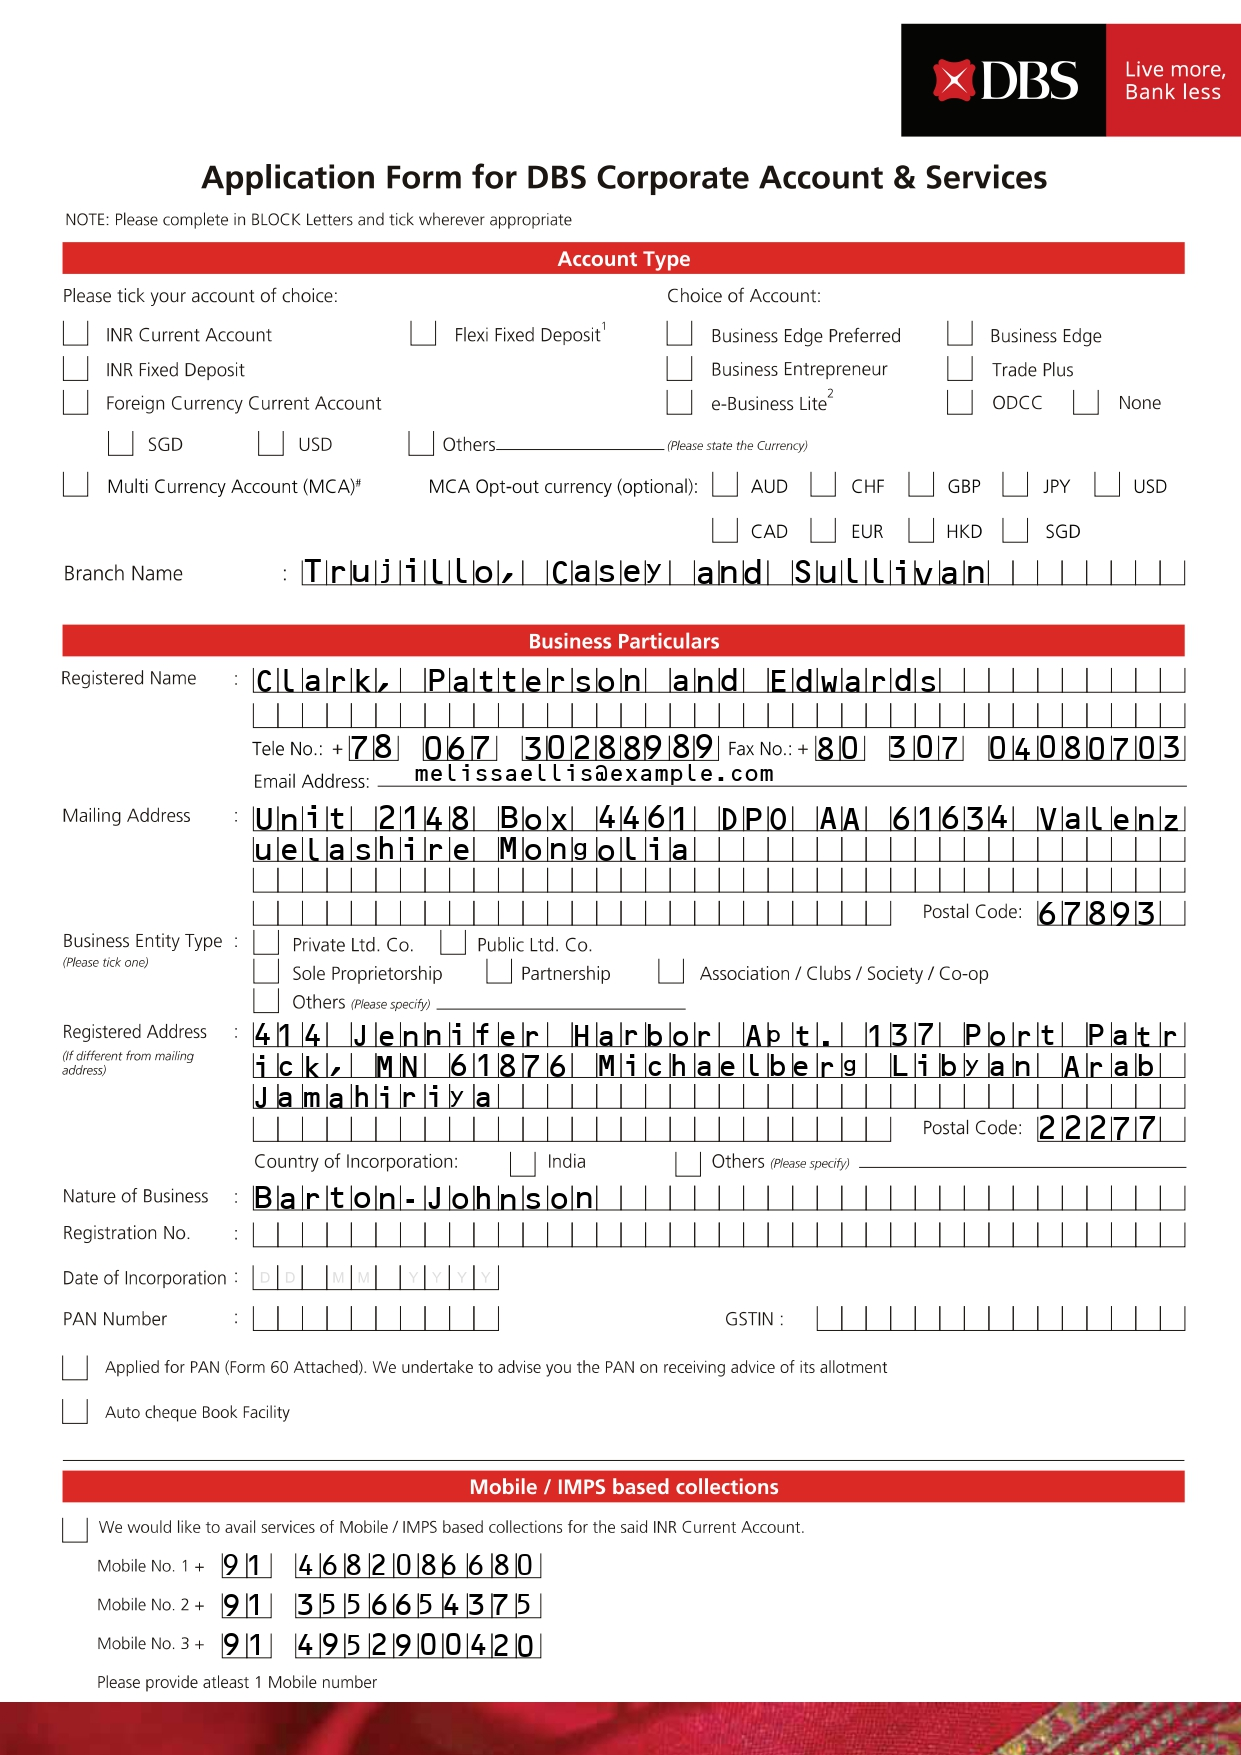 DBS
Live more,
Bank less
Application Form for DBS Corporate Account & Services
NOTE: Please complete in BLOCK Letters and tick wherever appropriate
Account Type
Please tick your account of choice: Choice of Account:
INR Current Account Flexi Fixed Deposit1 Business Edge Preferred Business Edge
INR Fixed Deposit Business Entrepreneur Trade Plus
Foreign Currency Current Account e-Business Lite2 ODCC None
SGD USD Others (Please state the Currency)
Multi Currency Account (MCA)# MCA Opt-out currency (optional): AUD CHF GBP JPY USD
CAD EUR HKD SGD
Branch Name : Trujillo, Casey and Sullivan
Business Particulars
Registered Name : Clark, Patterson and Edwards
Tele No.: + 78 067 30288989 Fax No.: + 80 307 04080703
Email Address: melissaellis@example.com
Mailing Address : Unit 2148 Box 4461 DPO AA 61634 Valenz
uelashire Mongolia
Postal Code: 67893
Business Entity Type : Private Ltd. Co. Public Ltd. Co.
(Please tick one)
Sole Proprietorship Partnership Association / Clubs / Society / Co-op
Others (Please specify)
Registered Address : 414 Jennifer Harbor Apt. 137 Port Patr
(If different from mailing address) ick, MN 61876 Michaelberg Libyan Arab
Jamahiriya
Postal Code: 22277
Country of Incorporation: India Others (Please specify)
Nature of Business : Barton-Johnson
Registration No. :
Date of Incorporation : D D M M Y Y Y Y
PAN Number : GSTIN :
Applied for PAN (Form 60 Attached). We undertake to advise you the PAN on receiving advice of its allotment
Auto cheque Book Facility
Mobile / IMPS based collections
We would like to avail services of Mobile / IMPS based collections for the said INR Current Account.
Mobile No. 1 + 91 4682086680
Mobile No. 2 + 91 3556654375
Mobile No. 3 + 91 4952900420
Please provide atleast 1 Mobile number